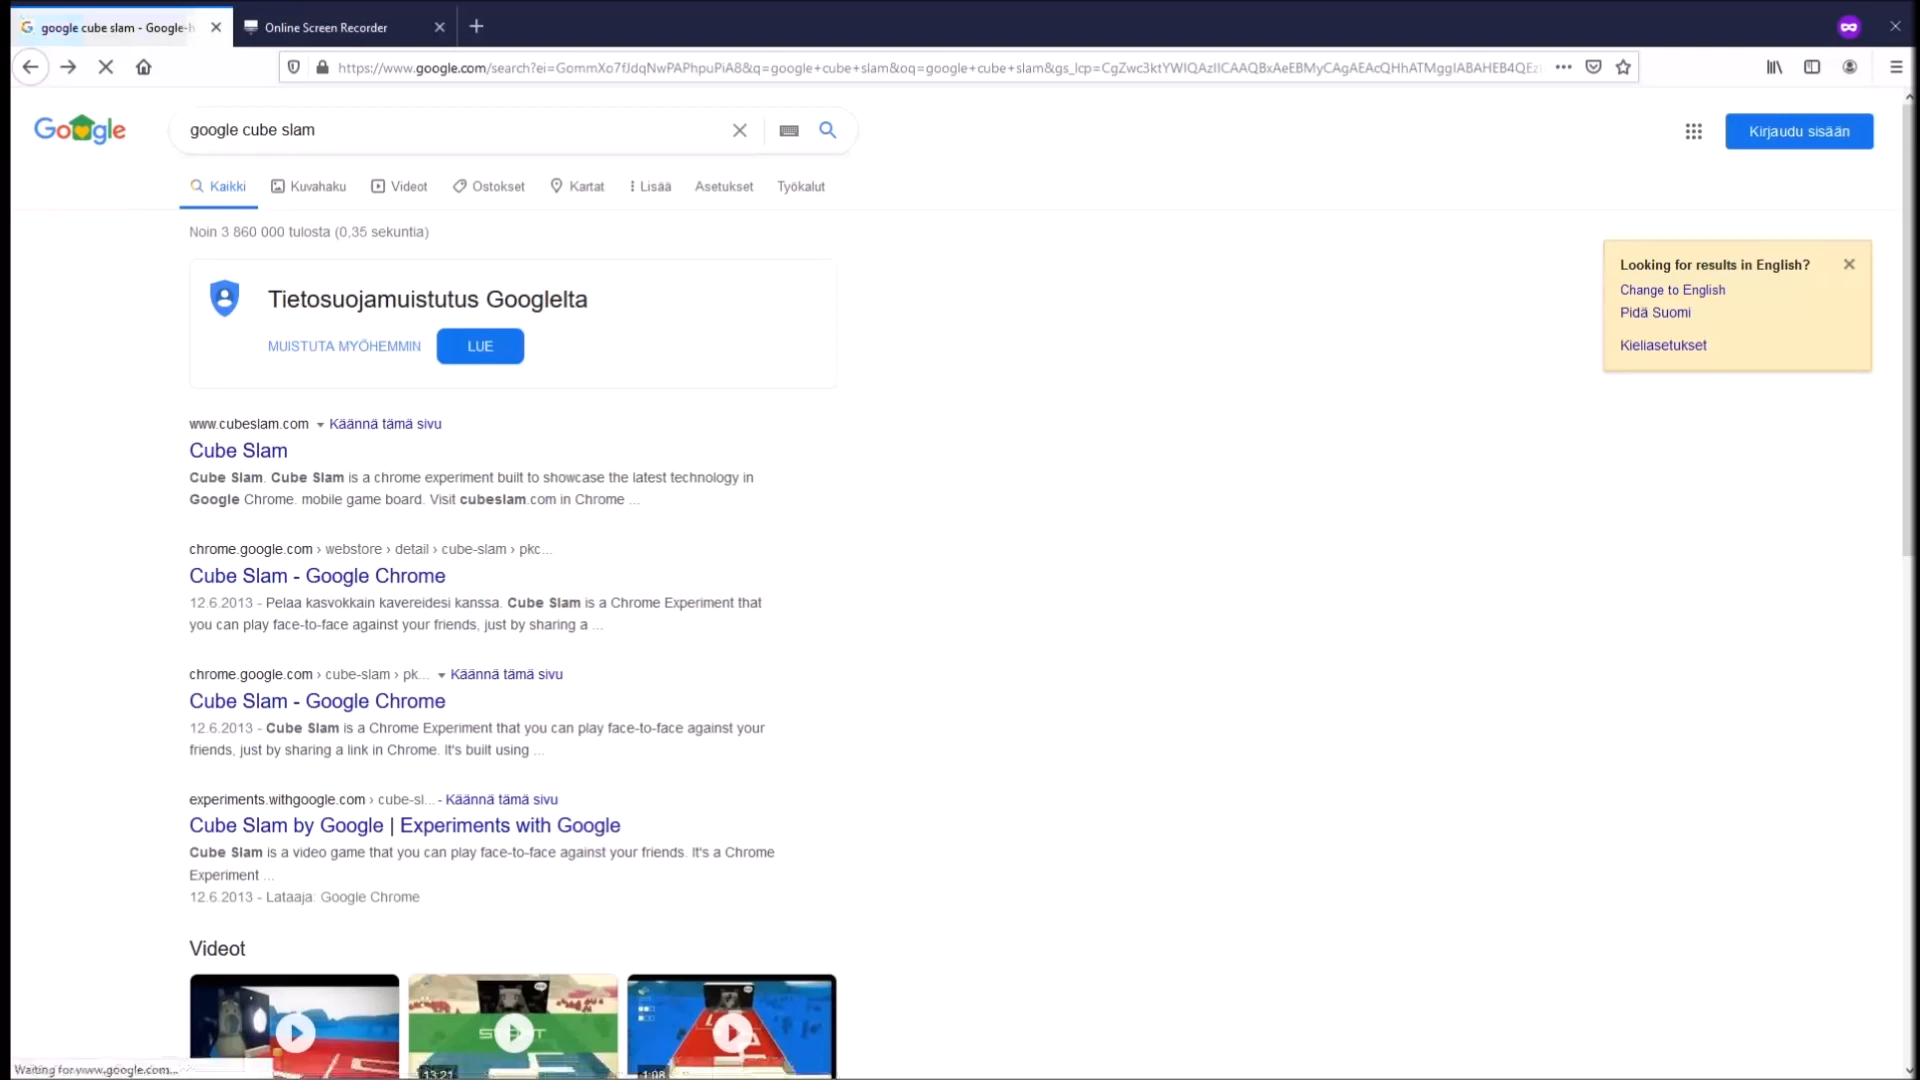 google cube slam - Google-h
Online Screen Recorder
https://www.google.com/search?ei=GommXo7fJdqNwPAPhpuPiA8&q=google+cube+slam&oq=google+cube+slam&gs_lcp=CgZwc3ktYWIQAzIICAAQBxAeEBMyCAgAEAcQHhATMggIABAHEB4QEz
Google
google cube slam
Kirjaudu sisään
Kaikki Kuvahaku Videot Ostokset Kartat Lisää Asetukset Työkalut
Noin 3 860 000 tulosta (0,35 sekuntia)
Tietosuojamuistutus Googlelta
MUISTUTA MYÖHEMMIN LUE
Looking for results in English?
Change to English
Pidä Suomi
Kieliasetukset
www.cubeslam.com Käännä tämä sivu
Cube Slam
Cube Slam. Cube Slam is a chrome experiment built to showcase the latest technology in
Google Chrome. mobile game board. Visit cubeslam.com in Chrome ...
chrome.google.com › webstore › detail › cube-slam › pkc...
Cube Slam - Google Chrome
12.6.2013 - Pelaa kasvokkain kavereidesi kanssa. Cube Slam is a Chrome Experiment that
you can play face-to-face against your friends, just by sharing a ...
chrome.google.com › cube-slam › pk... Käännä tämä sivu
Cube Slam - Google Chrome
12.6.2013 - Cube Slam is a Chrome Experiment that you can play face-to-face against your
friends, just by sharing a link in Chrome. It's built using ...
experiments.withgoogle.com › cube-sl... - Käännä tämä sivu
Cube Slam by Google | Experiments with Google
Cube Slam is a video game that you can play face-to-face against your friends. It's a Chrome
Experiment ...
12.6.2013 - Lataaja: Google Chrome
Videot
13:21
1:08
Waiting for www.google.com...